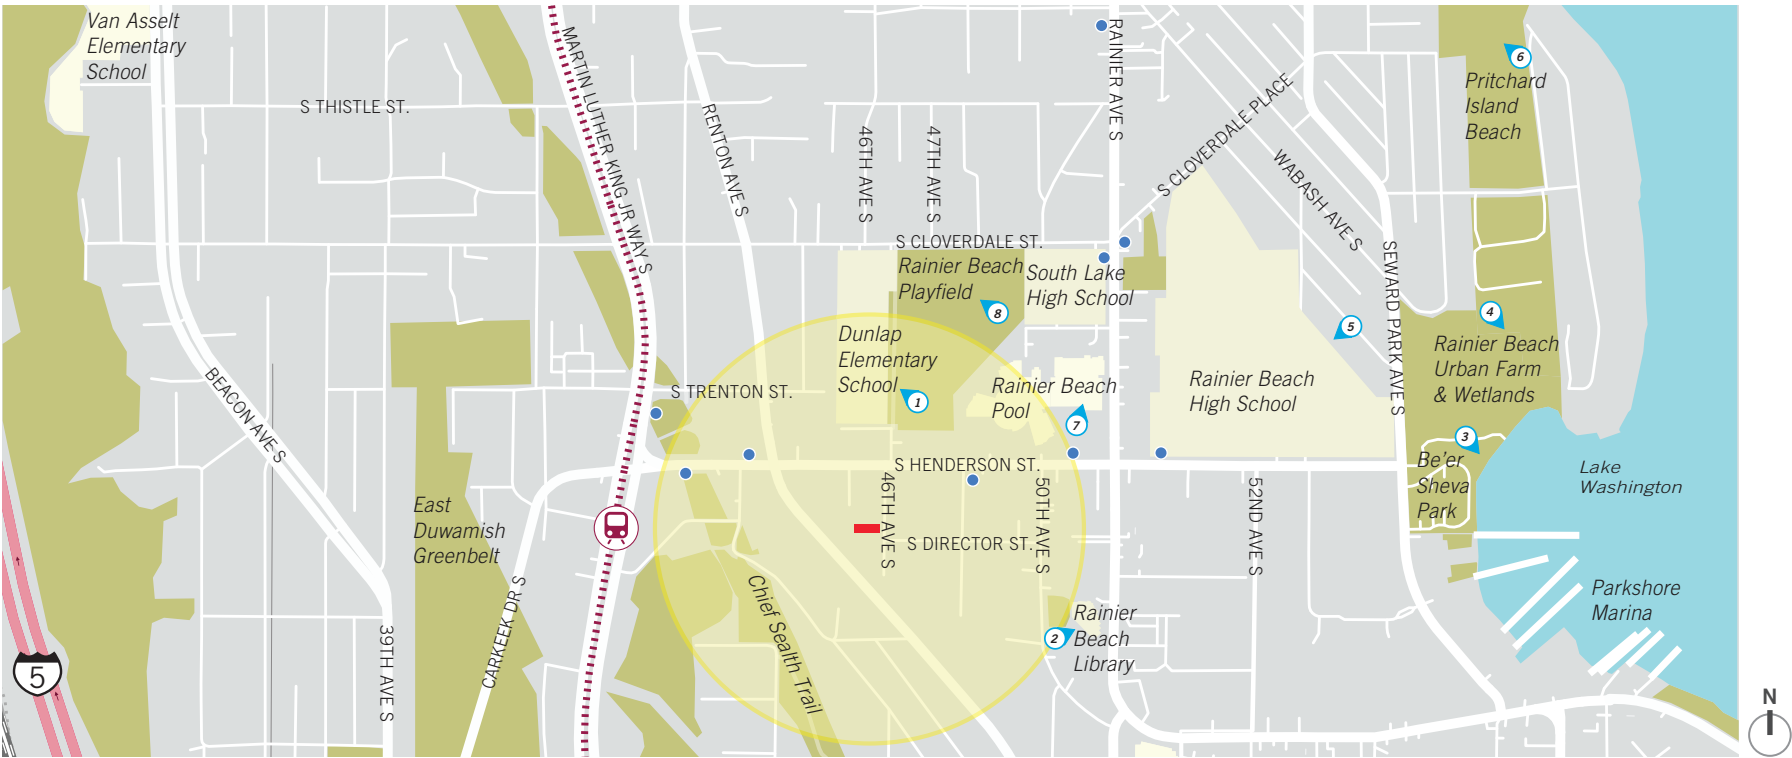 Van Asselt
Elementary
School
S THISTLE ST.
MARTIN LUTHER KING JR WAY S
RENTON AVE S
46TH AVE S
47TH AVE S
RAINIER AVE S
S CLOVERDALE PLACE
WABASH AVE S
SEWARD PARK AVE S
6
Pritchard
Island
Beach
S CLOVERDALE ST.
Rainier Beach
Playfield
8
South Lake
High School
Dunlap
Elementary
School
1
5
4
Rainier Beach
Urban Farm
& Wetlands
S TRENTON ST.
Rainier Beach
Pool
7
Rainier Beach
High School
BEACON AVE S
3
Be'er
Sheva
Park
Lake
Washington
S HENDERSON ST.
46TH AVE S
50TH AVE S
52ND AVE S
S DIRECTOR ST.
East
Duwamish
Greenbelt
Chief Sealth Trail
CARKEEK DR S
39TH AVE S
2
Rainier
Beach
Library
Parkshore
Marina
5
N